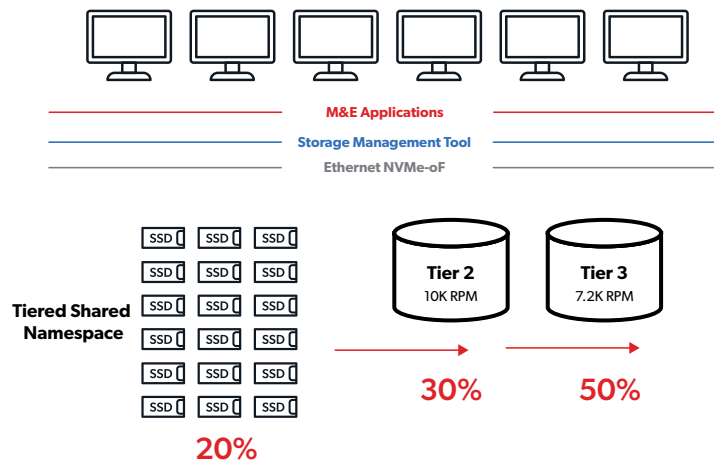 M&E Applications
Storage Management Tool
Ethernet NVMe-oF
SSD SSD SSD
SSD SSD SSD
SSD SSD SSD
SSD SSD SSD
SSD SSD SSD
SSD SSD SSD
Tiered Shared
Namespace
20%
Tier 2
10K RPM
30%
Tier 3
7.2K RPM
50%